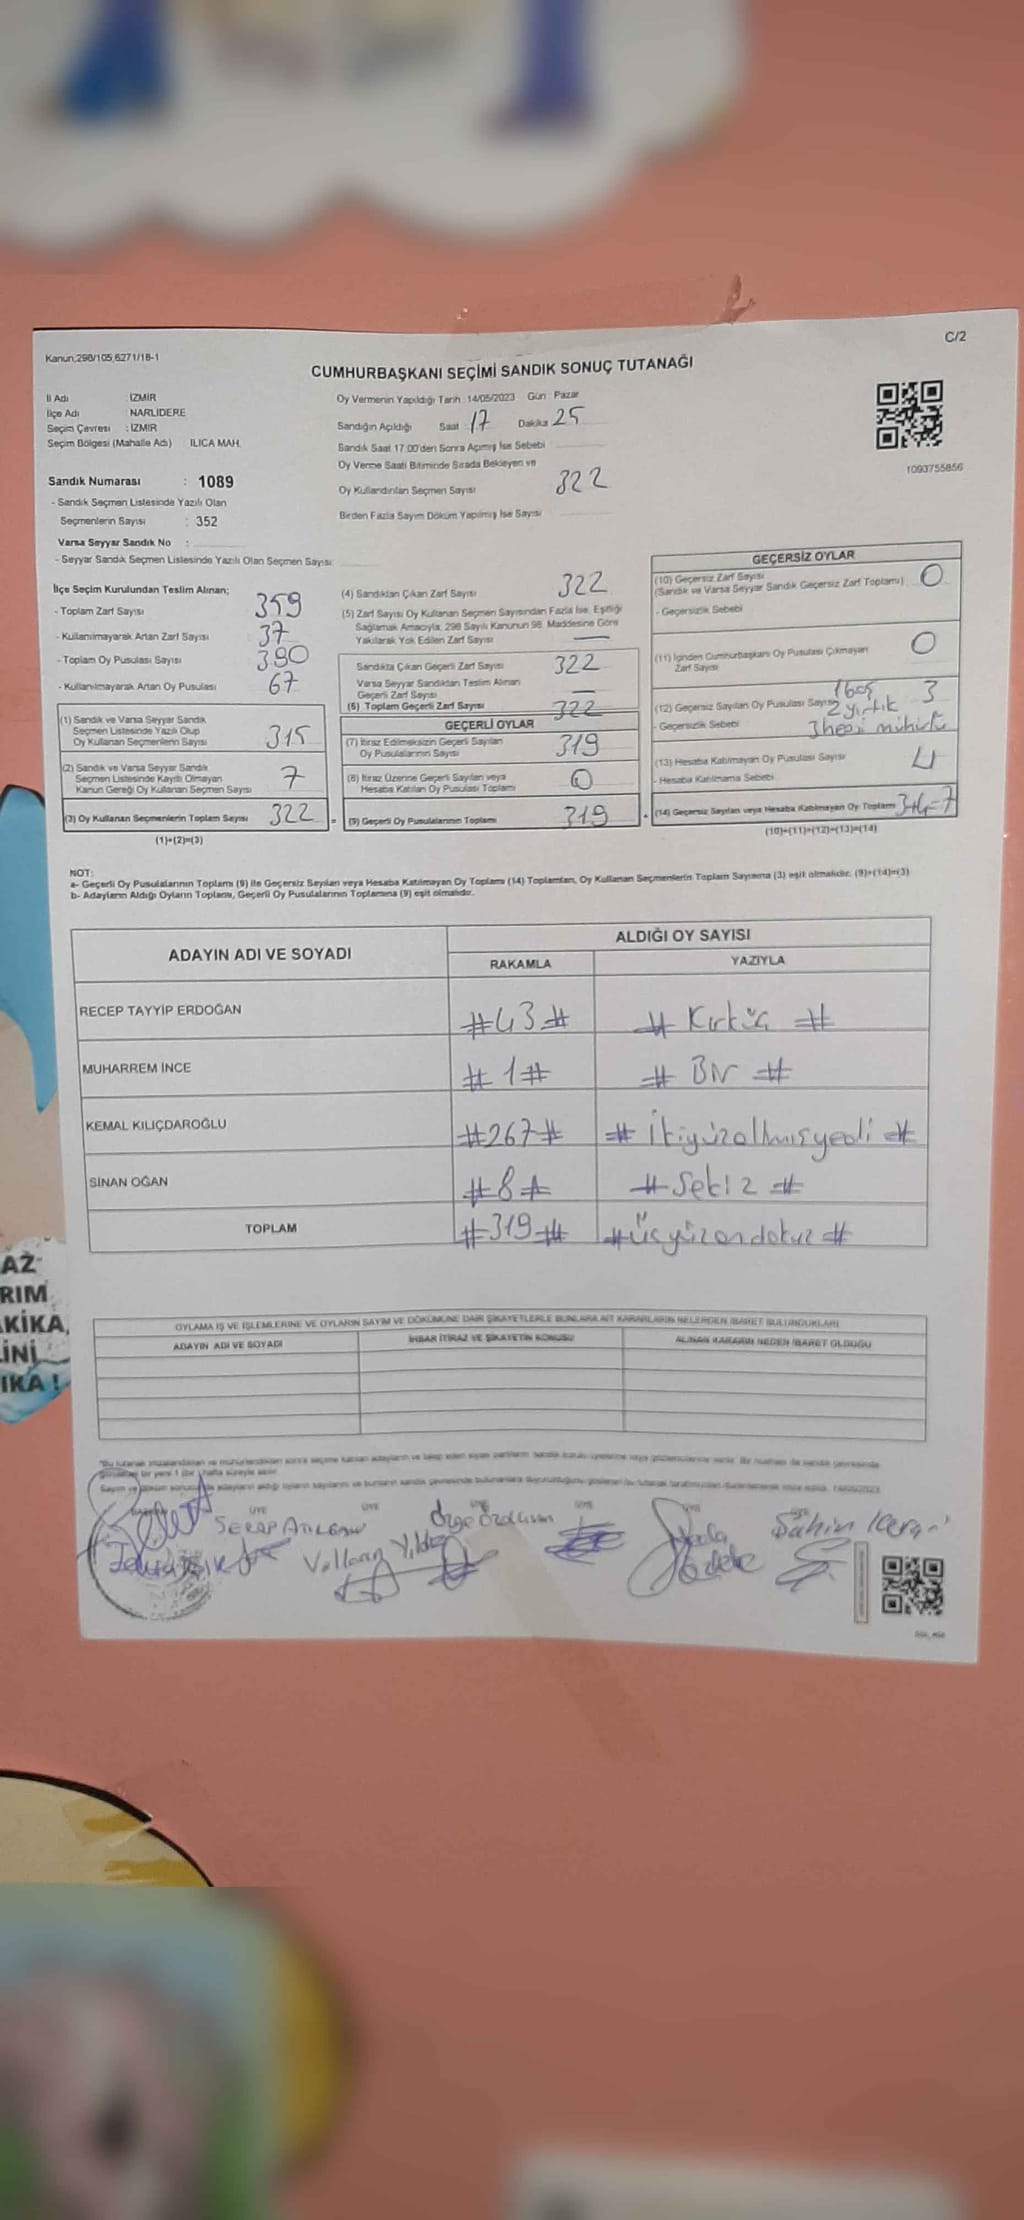 C/2
Kanun;298/105,6271/18-1
CUMHURBAŞKANI SEÇİMİ SANDIK SONUÇ TUTANAĞI
İl Adı : İZMİR
İlçe Adı : NARLIDERE
Seçim Çevresi : İZMİR
Seçim Bölgesi (Mahalle Adı) : ILICA MAH.
Sandık Numarası : 1089
- Sandık Seçmen Listesinde Yazılı Olan
Seçmenlerin Sayısı : 352
Varsa Seyyar Sandık No :
- Seyyar Sandık Seçmen Listesinde Yazılı Olan Seçmen Sayısı
Oy Vermenin Yapıldığı Tarih :14/05/2023 Gün : Pazar
Sandığın Açıldığı Saat : 17 Dakika 25
Sandık Saat 17.00'den Sonra Açımış İse Sebebi
Oy Verme Saati Bitiminde Sırada Bekleyen ve
Oy Kullandırılan Seçmen Sayısı 322
Birden Fazla Sayım Döküm Yapılmış İse Sayısı
1093755856
İlçe Seçim Kurulundan Teslim Alınan;
- Toplam Zarf Sayısı 359
- Kullanılmayarak Artan Zarf Sayısı 37
- Toplam Oy Pusulası Sayısı 390
- Kullanılmayarak Artan Oy Pusulası 67
(1) Sandık ve Varsa Seyyar Sandık
Seçmen Listesinde Yazılı Olup
Oy Kullanan Seçmenlerin Sayısı 315
(2) Sandık ve Varsa Seyyar Sandık
Seçmen Listesinde Kayıtlı Olmayan
Kanun Gereği Oy Kullanan Seçmen Sayısı 7
(3) Oy Kullanan Seçmenlerin Toplam Sayısı 322
(1)+(2)=(3)
(4) Sandıktan Çıkan Zarf Sayısı 322
(5) Zarf Sayısı Oy Kullanan Seçmen Sayısından Fazla İse, Eşitliği
Sağlamak Amacıyla, 298 Sayılı Kanunun 98. Maddesine Göre
Yakılarak Yok Edilen Zarf Sayısı —
Sandıkta Çıkan Geçerli Zarf Sayısı 322
Varsa Seyyar Sandıktan Teslim Alınan
Geçerli Zarf Sayısı —
(6) Toplam Geçerli Zarf Sayısı 322
GEÇERLİ OYLAR
(7) İtiraz Edilmeksizin Geçerli Sayılan
Oy Pusulalarının Sayısı 319
(8) İtiraz Üzerine Geçerli Sayılan veya
Hesaba Katılan Oy Pusulası Toplamı 0
= (9) Geçerli Oy Pusulalarının Toplamı 319
GEÇERSİZ OYLAR
(10) Geçersiz Zarf Sayısı
(Sandık ve Varsa Seyyar Sandık Geçersiz Zarf Toplamı) 0
- Geçersizlik Sebebi
(11) İçinden Cumhurbaşkanı Oy Pusulası Çıkmayan
Zarf Sayısı 0
(12) Geçersiz Sayılan Oy Pusulası Sayısı 3
- Geçersizlik Sebebi 2 yırtık
(13) Hesaba Katılmayan Oy Pusulası Sayısı 4
- Hesaba Katılmama Sebebi
+ (14) Geçersiz Sayılan veya Hesaba Katılmayan Oy Toplamı 3+4=7
(10)+(11)+(12)+(13)=(14)
NOT:
a- Geçerli Oy Pusulalarının Toplamı (9) ile Geçersiz Sayılan veya Hesaba Katılmayan Oy Toplamı (14) Toplamları, Oy Kullanan Seçmenlerin Toplam Sayısına (3) eşit olmalıdır. (9)+(14)=(3)
b- Adayların Aldığı Oyların Toplamı, Geçerli Oy Pusulalarının Toplamına (9) eşit olmalıdır.
ADAYIN ADI VE SOYADI ALDIĞI OY SAYISI
RAKAMLA YAZIYLA
RECEP TAYYİP ERDOĞAN #43# # Kırküç #
MUHARREM İNCE # 1# # Bir #
KEMAL KILIÇDAROĞLU #267# # ikiyüzaltmışyedi #
SİNAN OĞAN #8# # Sekiz #
TOPLAM #319# #üçyüzondokuz #
OYLAMA İŞ VE İŞLEMLERİNE VE OYLARIN SAYIM VE DÖKÜMÜNE DAİR ŞİKAYETLERLE BUNLARA AİT KARARLARIN NELERDEN İBARET BULUNDUKLARI
ADAYIN ADI VE SOYADI İHBAR İTİRAZ VE ŞİKAYETİN KONUSU ALINAN KARARIN NEDEN İBARET OLDUĞU
ÜYE ÜYE ÜYE ÜYE ÜYE
SERAP ATILGAN
Volkan
Şahin
AZ
RIM
KİKA,
İNİ
IKA !